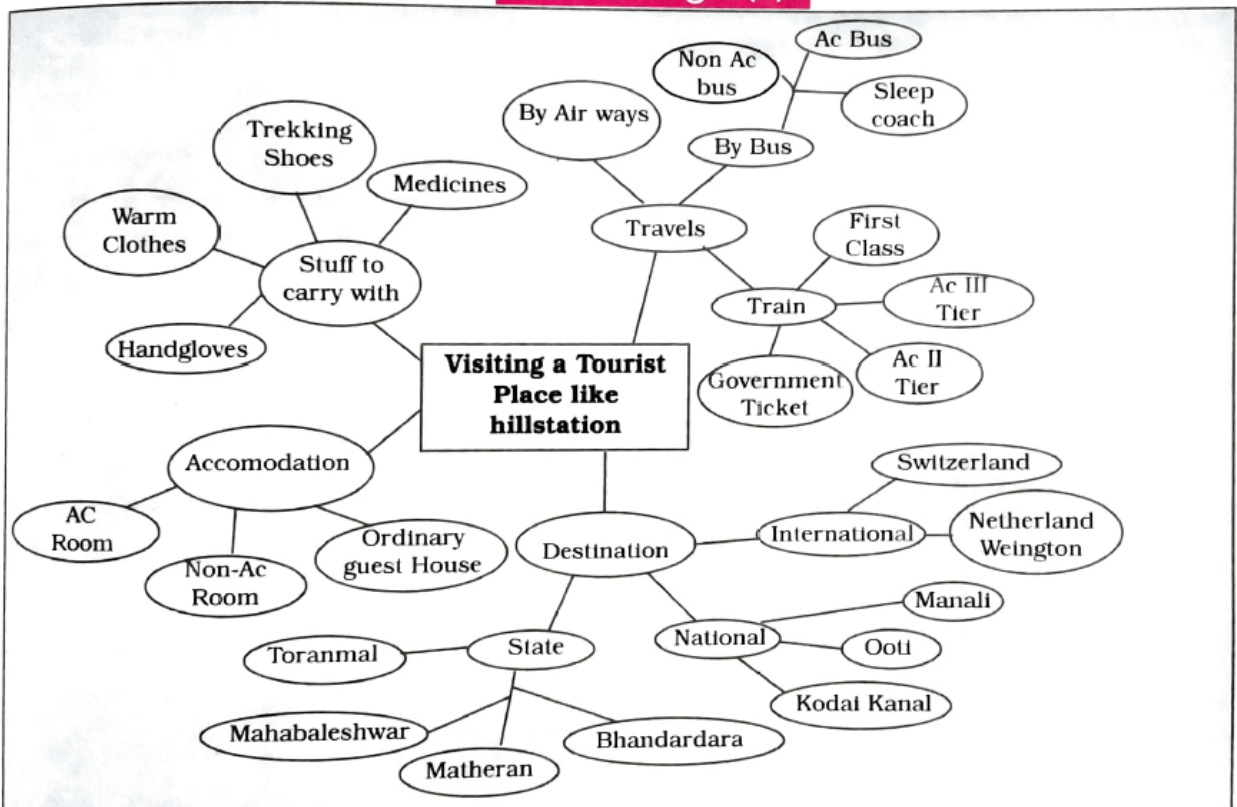 Visiting a Tourist
Place like
hillstation
Stuff to
carry with
Trekking
Shoes
Medicines
Warm
Clothes
Handgloves
Travels
By Air ways
By Bus
Non Ac
bus
Ac Bus
Sleep
coach
Train
First
Class
Ac III
Tier
Ac II
Tier
Government
Ticket
Accomodation
AC
Room
Non-Ac
Room
Ordinary
guest House
Destination
International
Switzerland
Netherland
Weington
National
Manali
Ooti
Kodai Kanal
State
Toranmal
Mahabaleshwar
Matheran
Bhandardara